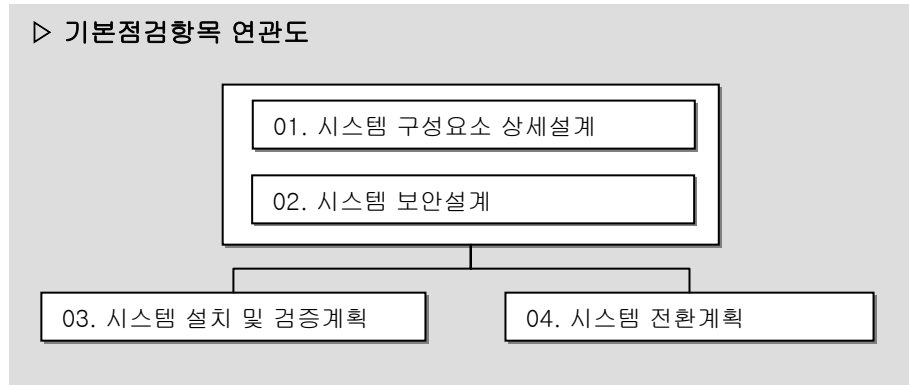 ▷ 기본점검항목 연관도
01. 시스템 구성요소 상세설계
02. 시스템 보안설계
03. 시스템 설치 및 검증계획
04. 시스템 전환계획